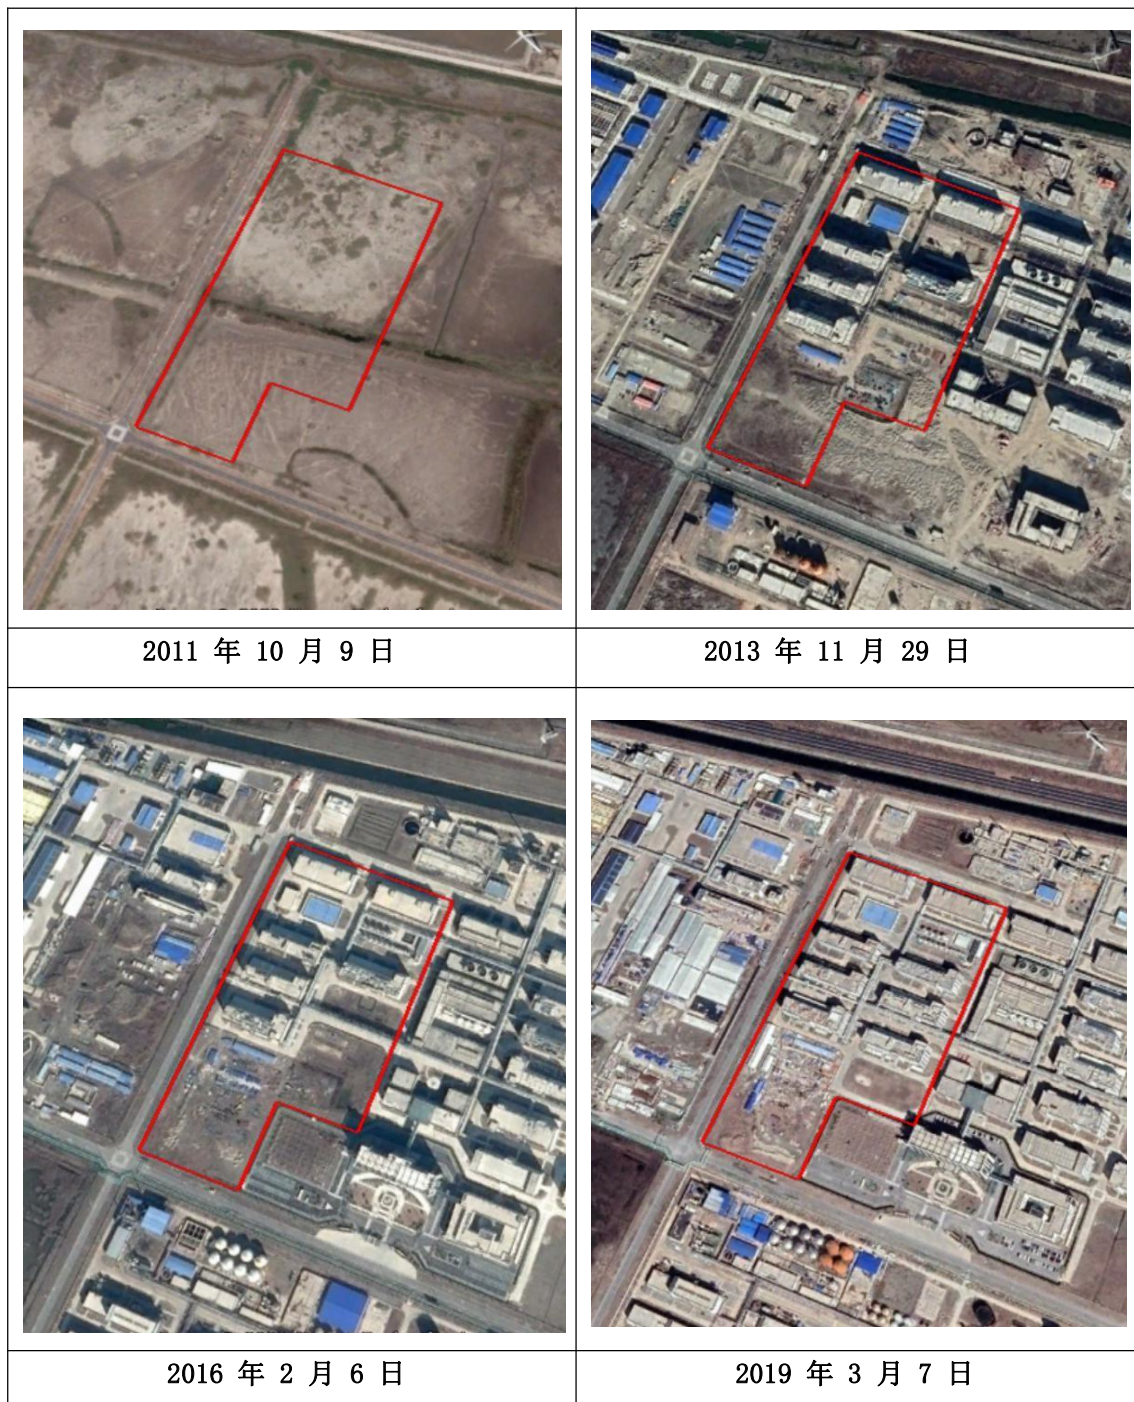 2011 年 10 月 9 日
2013 年 11 月 29 日
2016 年 2 月 6 日
2019 年 3 月 7 日